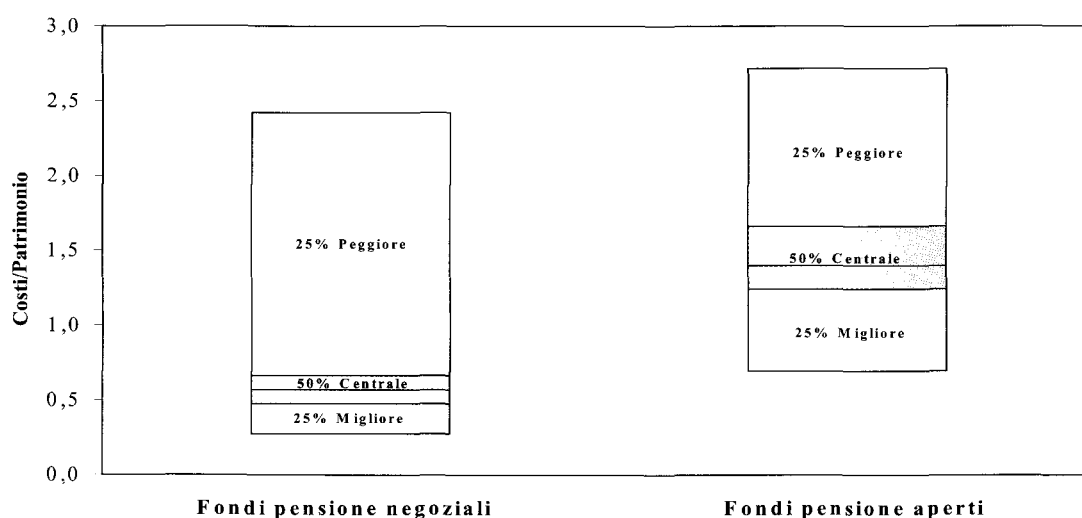 3,0
2,5
2,0
1,5
1,0
0,5
0,0
Costi/Patrimonio
25% Peggiore
50% Centrale
25% Migliore
25% Peggiore
50% Centrale
25% Migliore
Fondi pensione negoziali
Fondi pensione aperti